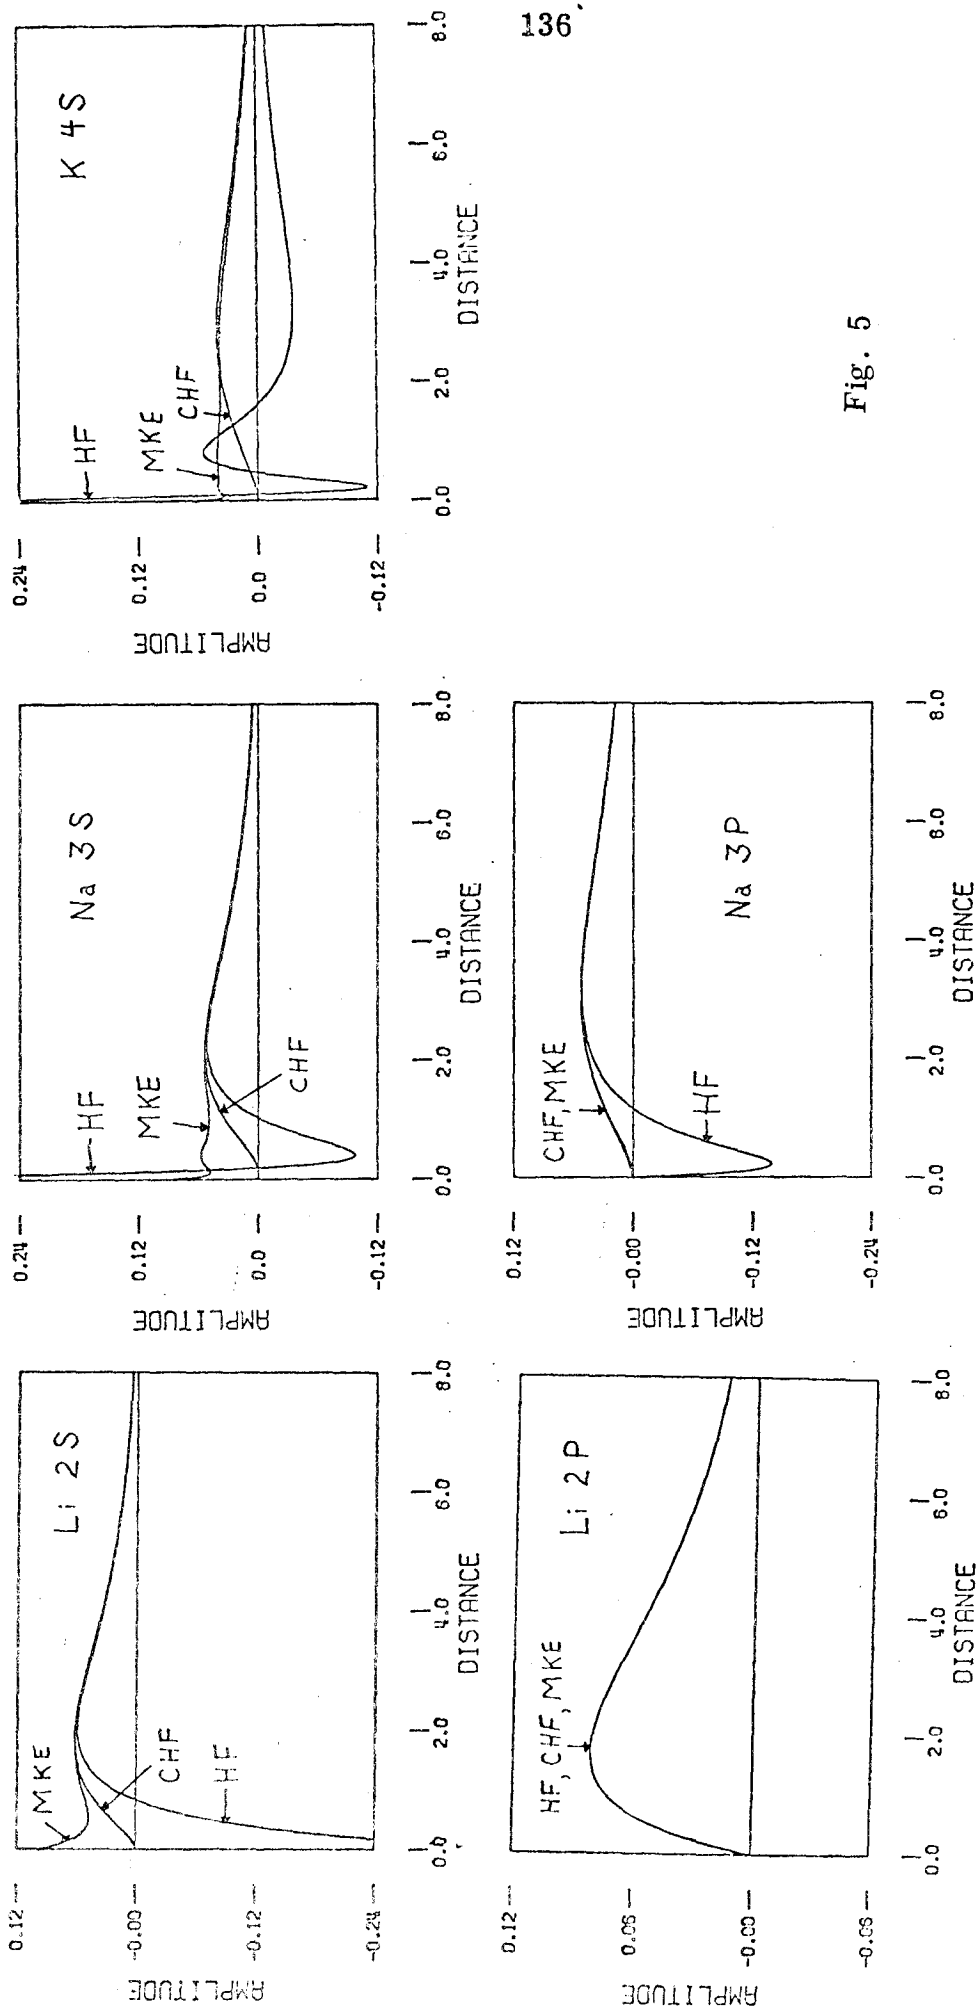 136
Li 2S
MKE
CHF
HF
AMPLITUDE
0.12
-0.00
-0.12
-0.24
0.0
2.0
4.0
6.0
8.0
DISTANCE
Na 3S
HF
MKE
CHF
AMPLITUDE
0.24
0.12
0.0
-0.12
0.0
2.0
4.0
6.0
8.0
DISTANCE
K 4S
HF
MKE
CHF
AMPLITUDE
0.24
0.12
0.0
-0.12
0.0
2.0
4.0
6.0
8.0
DISTANCE
Li 2P
HF, CHF, MKE
AMPLITUDE
0.12
0.06
-0.00
-0.06
0.0
2.0
4.0
6.0
8.0
DISTANCE
Na 3P
CHF, MKE
HF
AMPLITUDE
0.12
-0.00
-0.12
-0.24
0.0
2.0
4.0
6.0
8.0
DISTANCE
Fig. 5